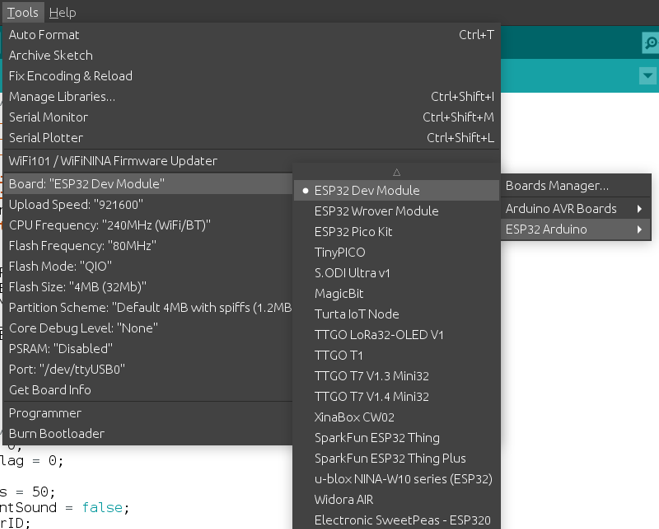 Tools Help
Auto Format Ctrl+T
Archive Sketch
Fix Encoding & Reload
Manage Libraries... Ctrl+Shift+I
Serial Monitor Ctrl+Shift+M
Serial Plotter Ctrl+Shift+L
WiFi101 / WiFiNINA Firmware Updater
Board: "ESP32 Dev Module"
Upload Speed: "921600"
CPU Frequency: "240MHz (WiFi/BT)"
Flash Frequency: "80MHz"
Flash Mode: "QIO"
Flash Size: "4MB (32Mb)"
Partition Scheme: "Default 4MB with spiffs (1.2MB
Core Debug Level: "None"
PSRAM: "Disabled"
Port: "/dev/ttyUSB0"
Get Board Info
Programmer
Burn Bootloader
ESP32 Dev Module
ESP32 Wrover Module
ESP32 Pico Kit
TinyPICO
S.ODI Ultra v1
MagicBit
Turta IoT Node
TTGO LoRa32-OLED V1
TTGO T1
TTGO T7 V1.3 Mini32
TTGO T7 V1.4 Mini32
XinaBox CW02
SparkFun ESP32 Thing
SparkFun ESP32 Thing Plus
u-blox NINA-W10 series (ESP32)
Widora AIR
Electronic SweetPeas - ESP320
Boards Manager...
Arduino AVR Boards
ESP32 Arduino
lag = 0;
s = 50;
ntSound = false;
rID;